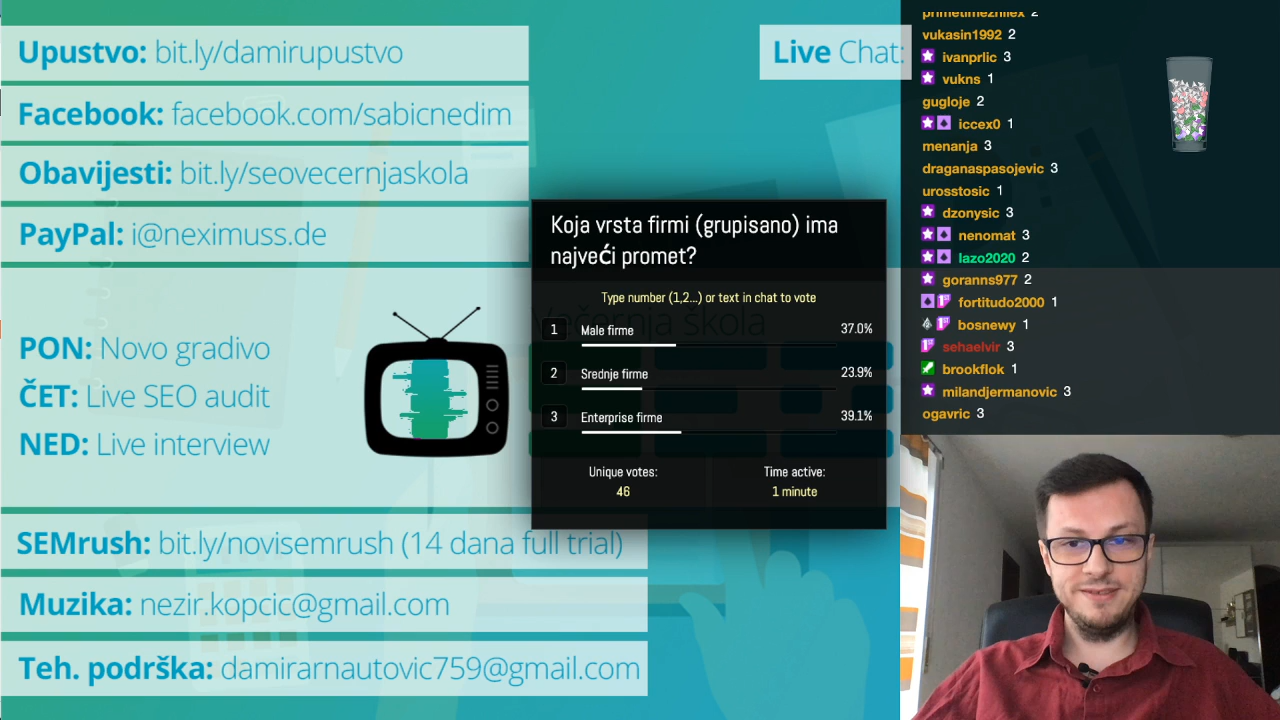 Upustvo: bit.ly/damirupustvo
Facebook: facebook.com/sabicnedim
Obavijesti: bit.ly/seovecernjaskola
PayPal: i@neximuss.de
PON: Novo gradivo
ČET: Live SEO audit
NED: Live interview
SEMrush: bit.ly/novisemrush (14 dana full trial)
Muzika: nezir.kopcic@gmail.com
Teh. podrška: damirarnautovic759@gmail.com
Live Chat:
Večernja škola
Koja vrsta firmi (grupisano) ima
najveći promet?
Type number (1,2...) or text in chat to vote
1 Male firme 37.0%
2 Srednje firme 23.9%
3 Enterprise firme 39.1%
Unique votes:
46
Time active:
1 minute
vukasin1992 2
ivanprlic 3
vukns 1
gugloje 2
iccex0 1
menanja 3
draganaspasojevic 3
urosstosic 1
dzonysic 3
nenomat 3
lazo2020 2
goranns977 2
fortitudo2000 1
bosnewy 1
sehaelvir 3
brookflok 1
milandjermanovic 3
ogavric 3